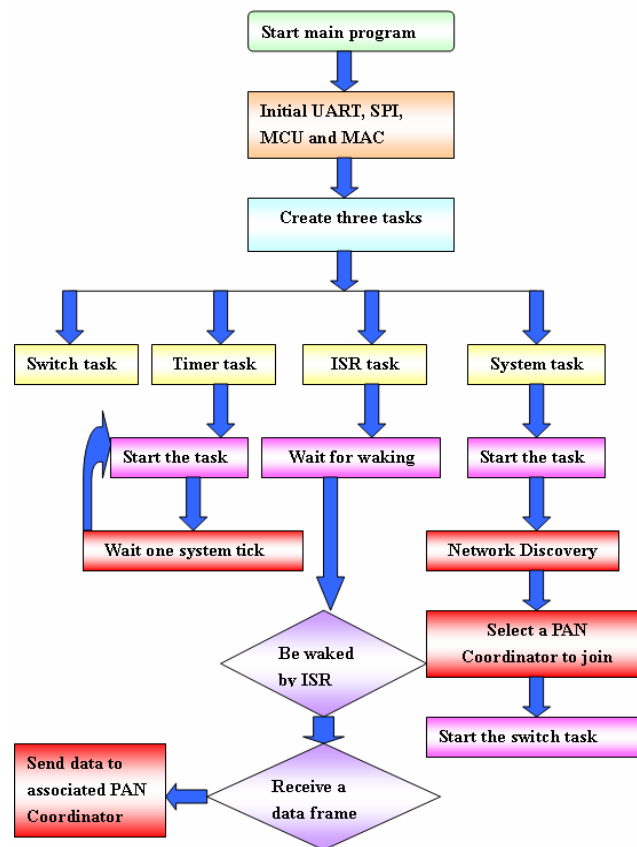 Start main program
Initial UART, SPI,
MCU and MAC
Create three tasks
Switch task
Timer task
ISR task
System task
Start the task
Wait for waking
Start the task
Wait one system tick
Network Discovery
Be waked
by ISR
Select a PAN
Coordinator to join
Start the switch task
Send data to
associated PAN
Coordinator
Receive a
data frame